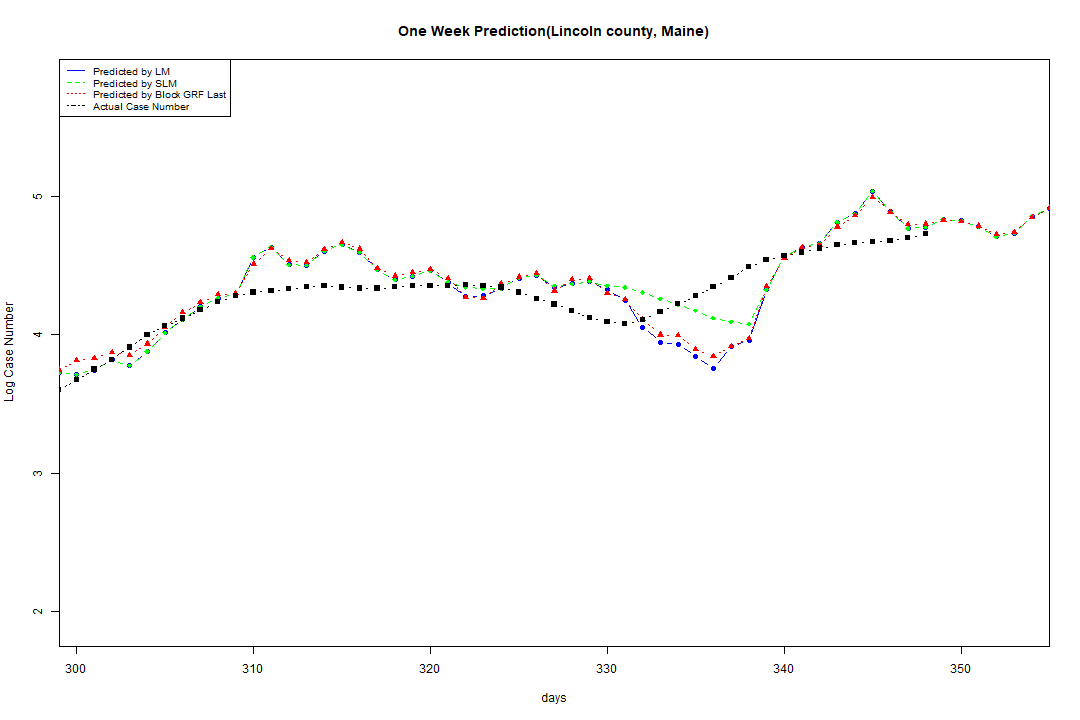 One Week Prediction(Lincoln county, Maine)
Predicted by LM
Predicted by SLM
Predicted by Block GRF Last
Actual Case Number
5
4
3
2
Log Case Number
300 310 320 330 340 350
days